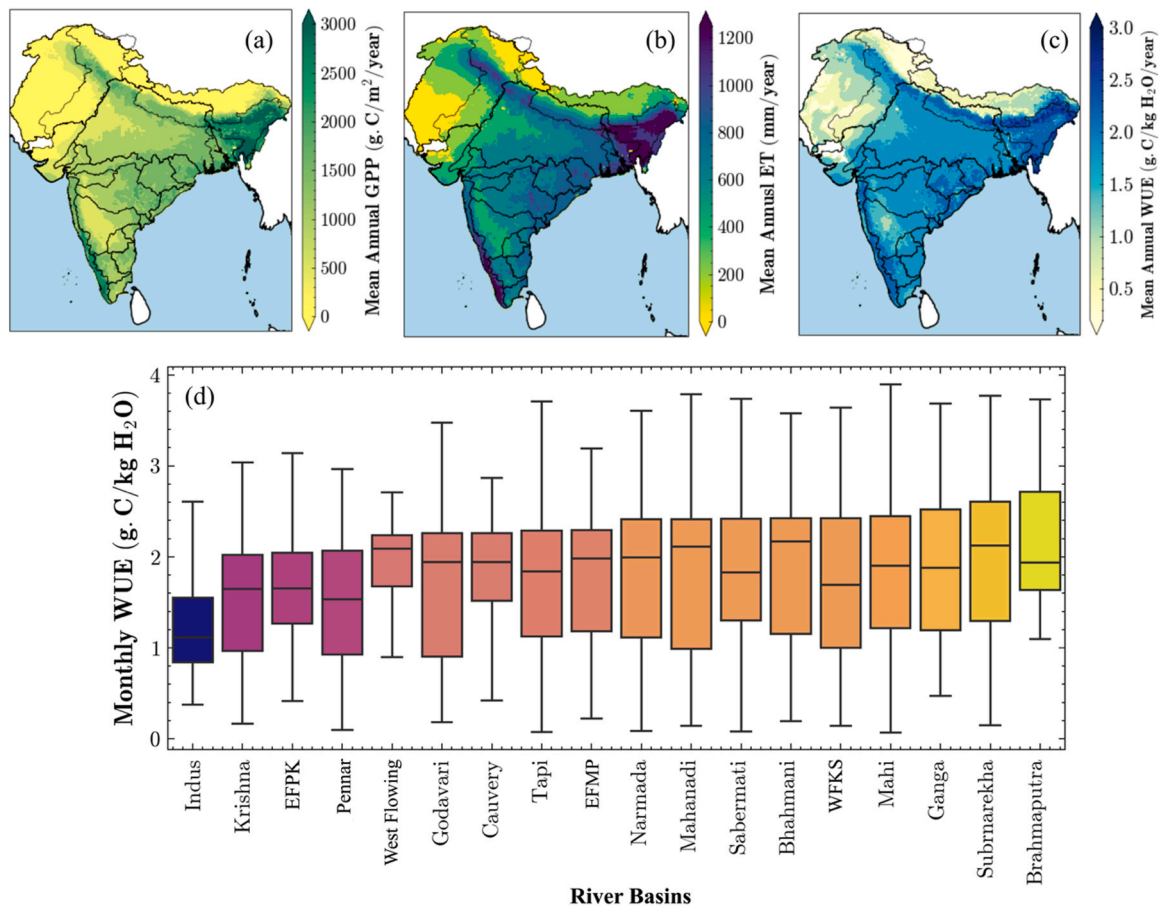 (a)
3000
2500
2000
1500
1000
500
0
Mean Annual GPP (g. C/m²/year)
(b)
1200
1000
800
600
400
200
0
Mean Annusl ET (mm/year)
(c)
3.0
2.5
2.0
1.5
1.0
0.5
Mean Annual WUE (g. C/kg H₂O/year)
(d)
Monthly WUE (g. C/kg H₂O)
4
3
2
1
0
Indus
Krishna
EFPK
Pennar
West Flowing
Godavari
Cauvery
Tapi
EFMP
Narmada
Mahanadi
Sabermati
Bhahmani
WFKS
Mahi
Ganga
Subrnarekha
Brahmaputra
River Basins